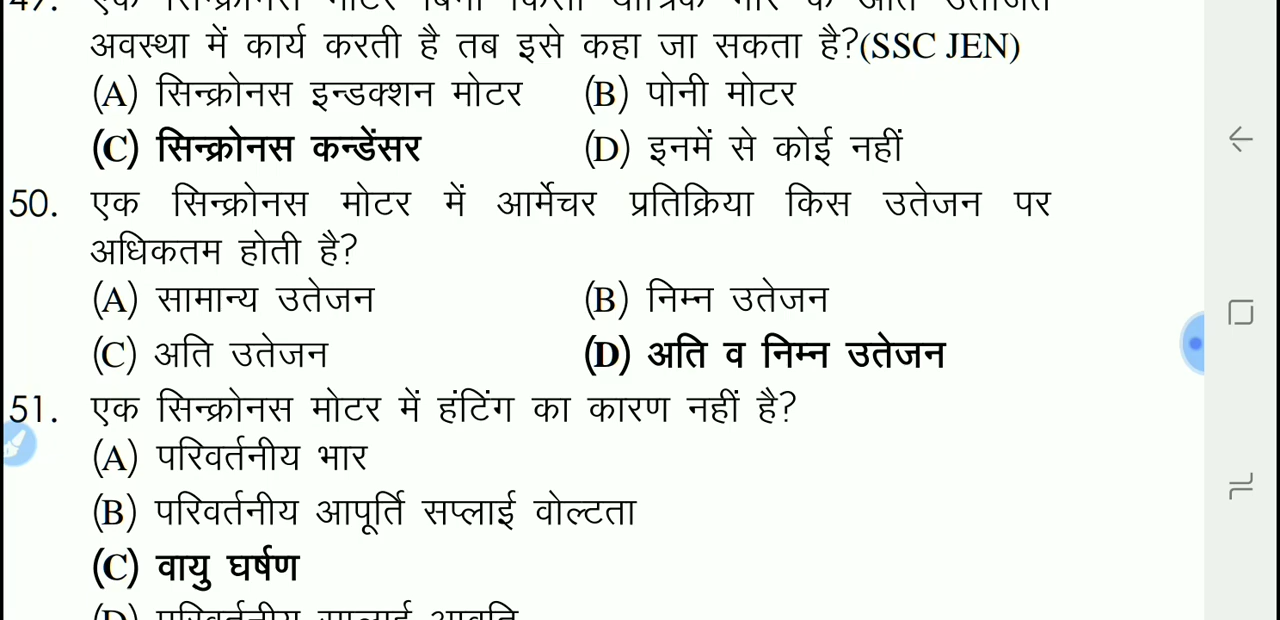 अवस्था में कार्य करती है तब इसे कहा जा सकता है?(SSC JEN)
(A) सिन्क्रोनस इन्डक्शन मोटर (B) पोनी मोटर
(C) सिन्क्रोनस कन्डेंसर (D) इनमें से कोई नहीं
50. एक सिन्क्रोनस मोटर में आर्मेचर प्रतिक्रिया किस उतेजन पर
अधिकतम होती है?
(A) सामान्य उतेजन (B) निम्न उतेजन
(C) अति उतेजन (D) अति व निम्न उतेजन
51. एक सिन्क्रोनस मोटर में हंटिंग का कारण नहीं है?
(A) परिवर्तनीय भार
(B) परिवर्तनीय आपूर्ति सप्लाई वोल्टता
(C) वायु घर्षण